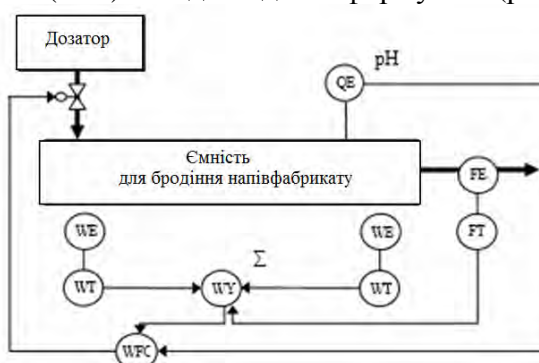 Дозатор
pH
QE
Ємність
для бродіння напівфабрикату
FE
WE
WE
FT
Σ
WT
WY
WT
WFC